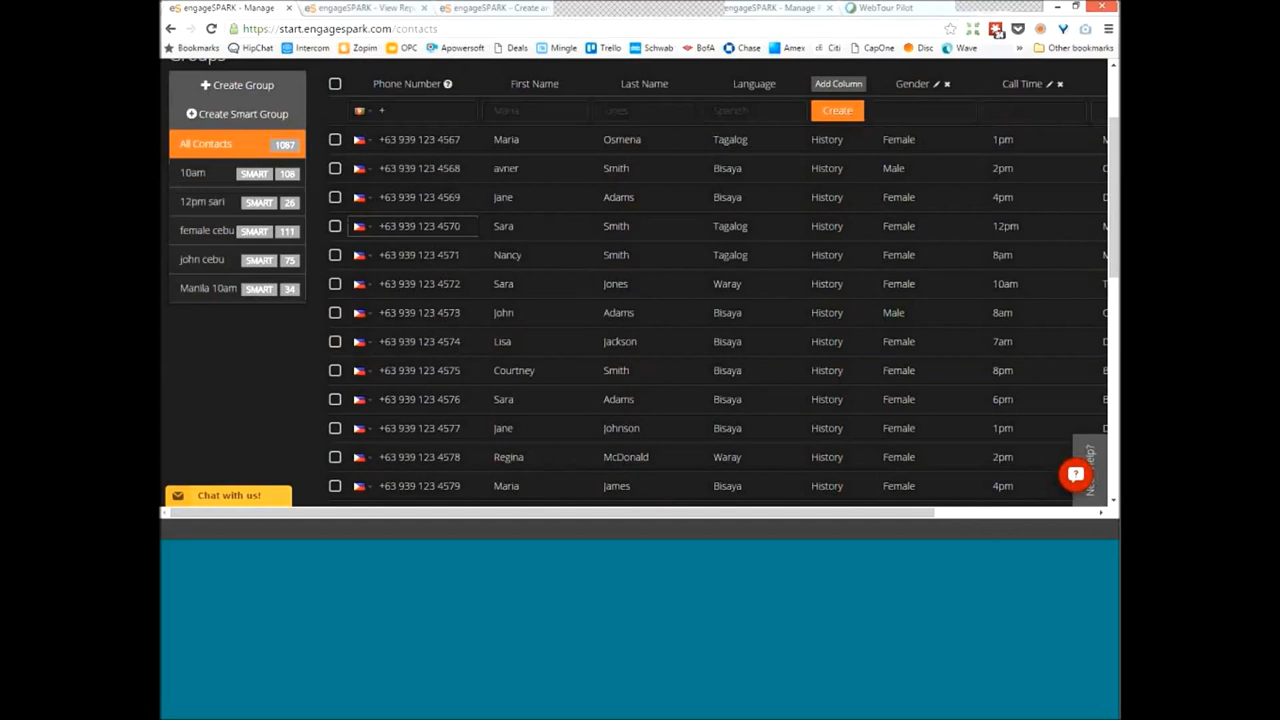 engageSPARK - Manage
engageSPARK - View Rep
engageSPARK - Create an
engageSPARK - Manage
WebTour Pilot
https://start.engagespark.com/contacts
Bookmarks HipChat Intercom Zopim OPC Apowersoft Deals Mingle Trello Schwab BofA Chase Amex Citi CapOne Disc Wave » Other bookmarks
Groups
Create Group
Create Smart Group
All Contacts 1087
10am SMART 108
12pm sari SMART 26
female cebu SMART 111
john cebu SMART 75
Manila 10am SMART 34
Phone Number First Name Last Name Language Add Column Gender Call Time
+ Maria Jones Spanish Create
+63 939 123 4567 Maria Osmena Tagalog History Female 1pm M
+63 939 123 4568 avner Smith Bisaya History Male 2pm C
+63 939 123 4569 Jane Adams Bisaya History Female 4pm D
+63 939 123 4570 Sara Smith Tagalog History Female 12pm M
+63 939 123 4571 Nancy Smith Tagalog History Female 8am M
+63 939 123 4572 Sara Jones Waray History Female 10am T
+63 939 123 4573 John Adams Bisaya History Male 8am C
+63 939 123 4574 Lisa Jackson Bisaya History Female 7am D
+63 939 123 4575 Courtney Smith Bisaya History Female 8pm B
+63 939 123 4576 Sara Adams Bisaya History Female 6pm B
+63 939 123 4577 Jane Johnson Bisaya History Female 1pm D
+63 939 123 4578 Regina McDonald Waray History Female 2pm
+63 939 123 4579 Maria James Bisaya History Female 4pm
Chat with us!